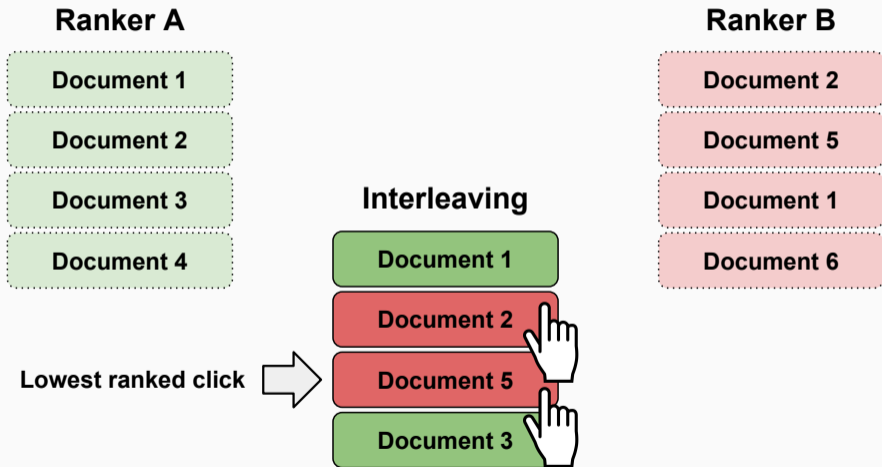 Ranker A
Document 1
Document 2
Document 3
Document 4
Ranker B
Document 2
Document 5
Document 1
Document 6
Interleaving
Document 1
Document 2
Document 5
Document 3
Lowest ranked click